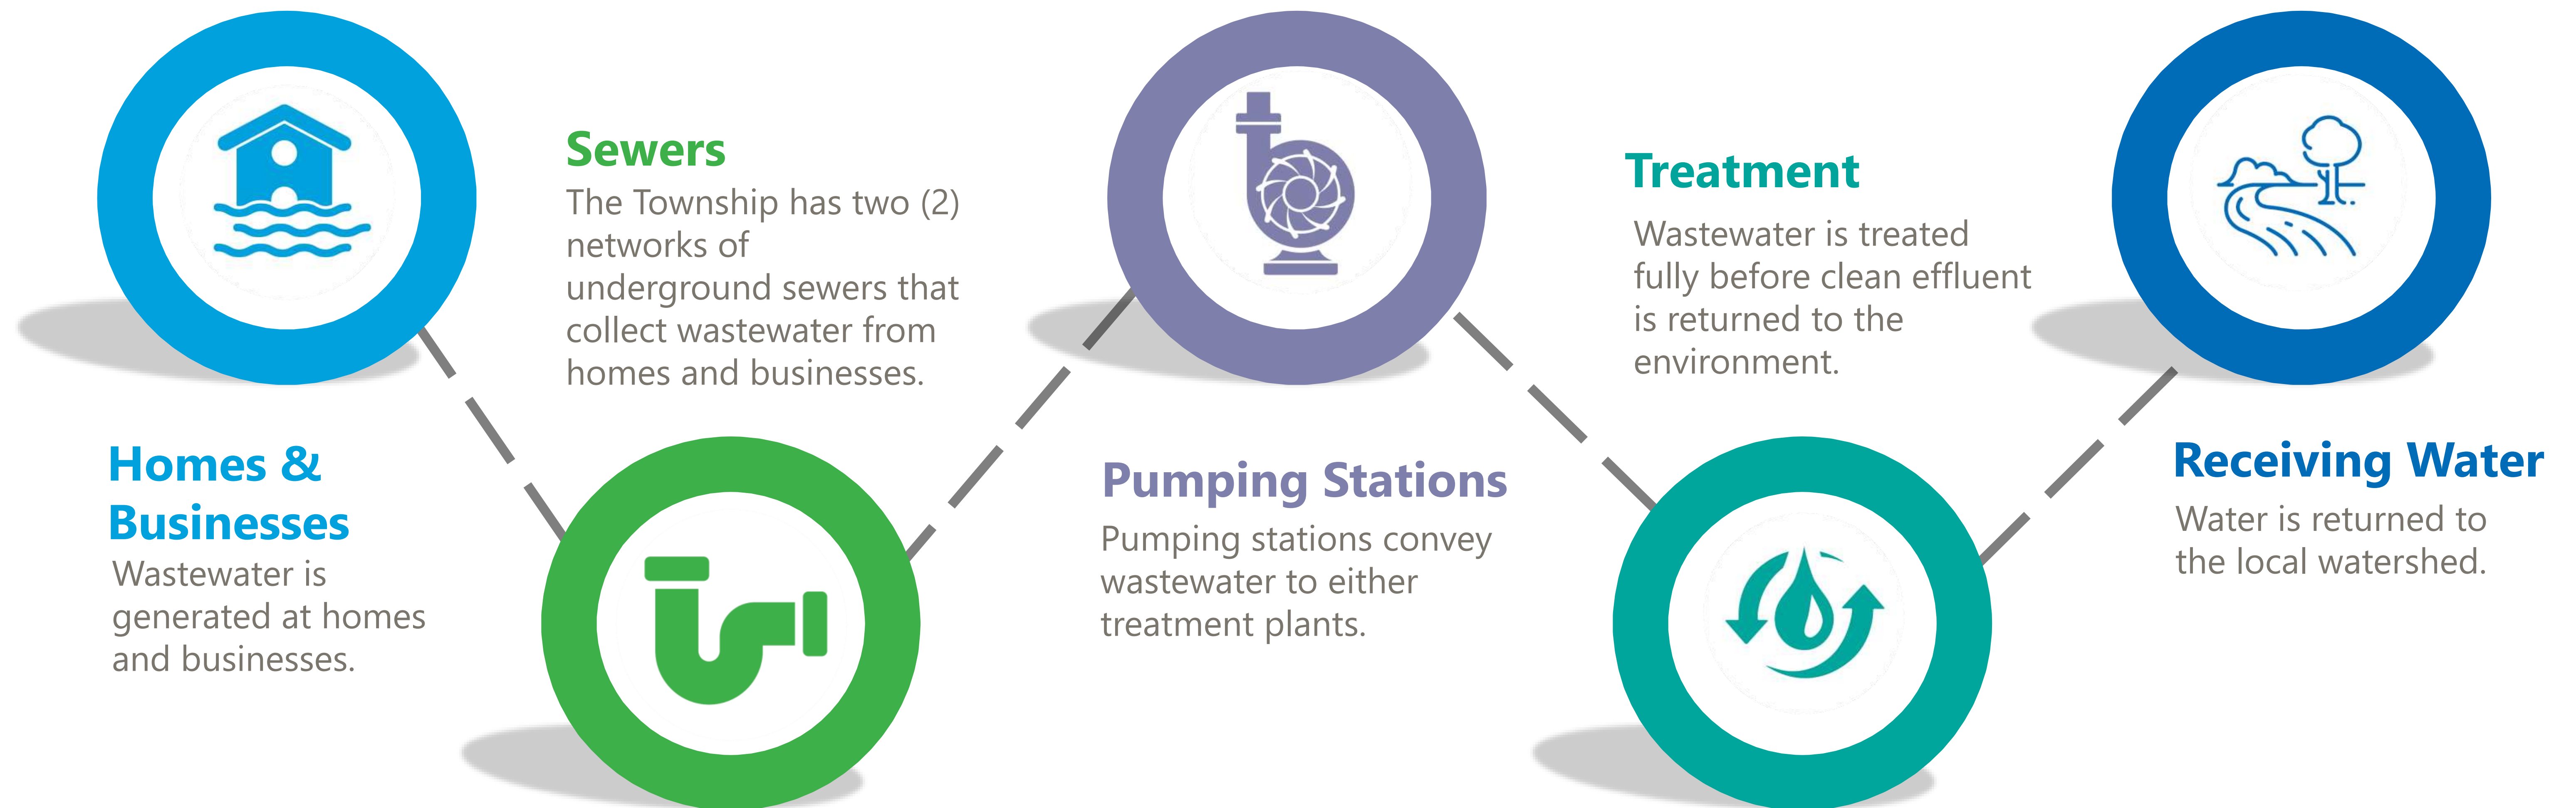 Homes &
Businesses
Wastewater is
generated at homes
and businesses.
Sewers
The Township has two (2)
networks of
underground sewers that
collect wastewater from
homes and businesses.
Pumping Stations
Pumping stations convey
wastewater to either
treatment plants.
Treatment
Wastewater is treated
fully before clean effluent
is returned to the
environment.
Receiving Water
Water is returned to
the local watershed.